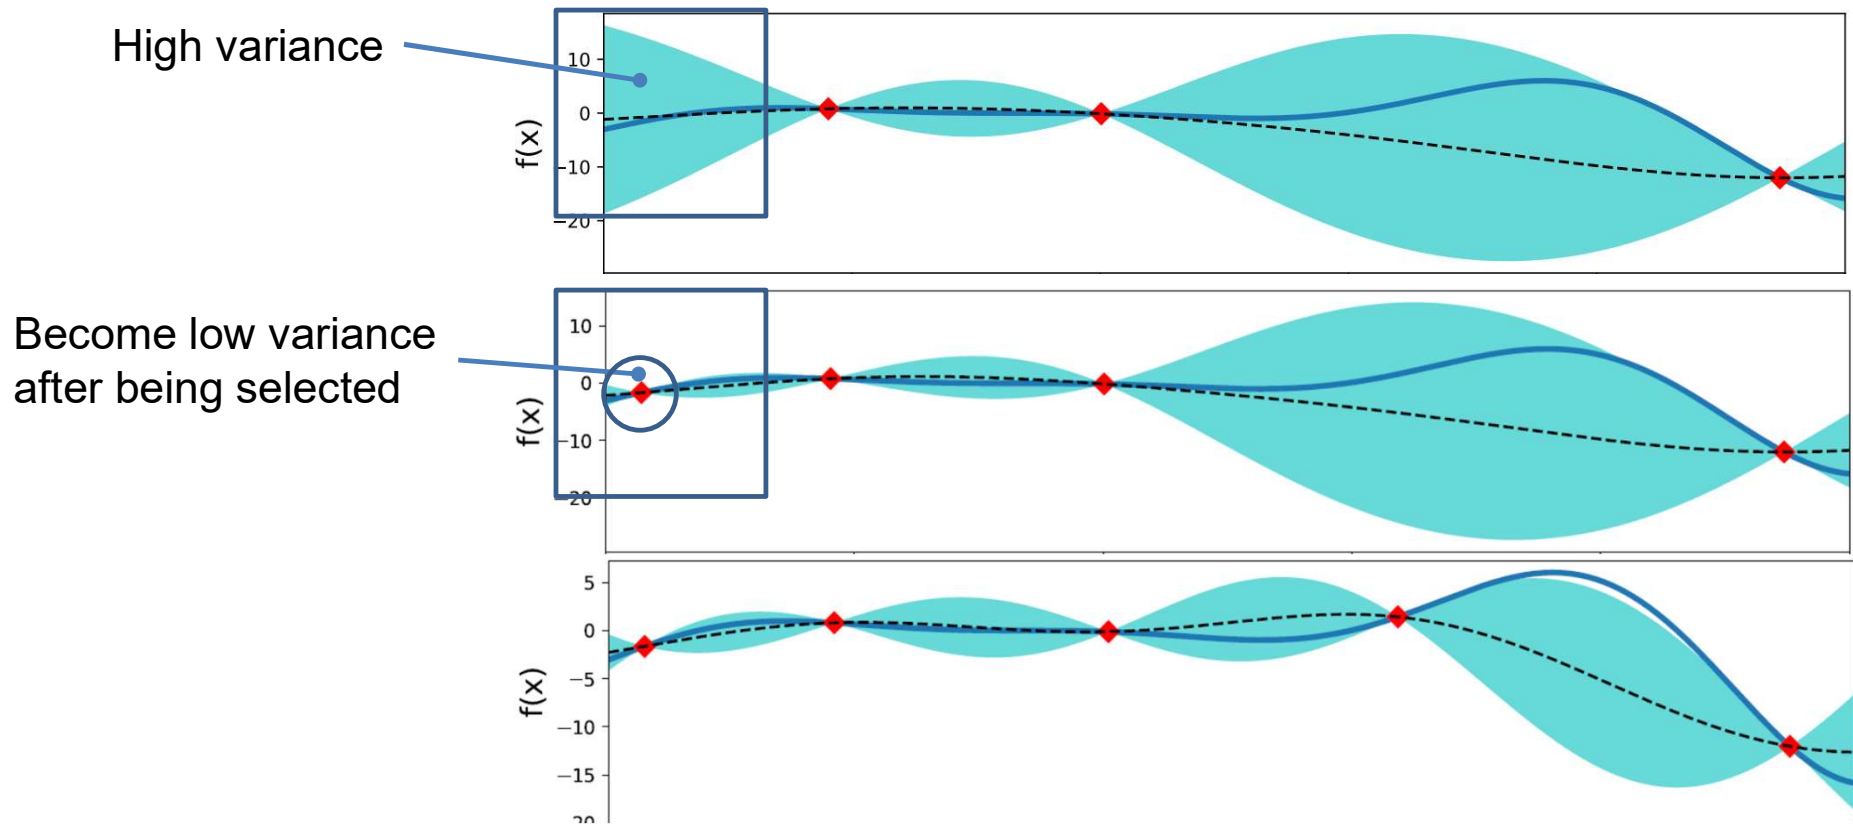 High variance
10
0
−10
−20
f(x)
Become low variance
after being selected
10
0
−10
−20
f(x)
5
0
−5
−10
−15
f(x)